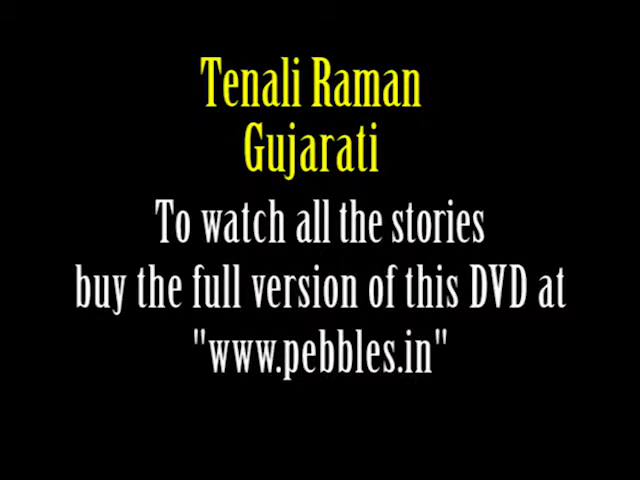 Tenali Raman
Gujarati
To watch all the stories
buy the full version of this DVD at
"www.pebbles.in"